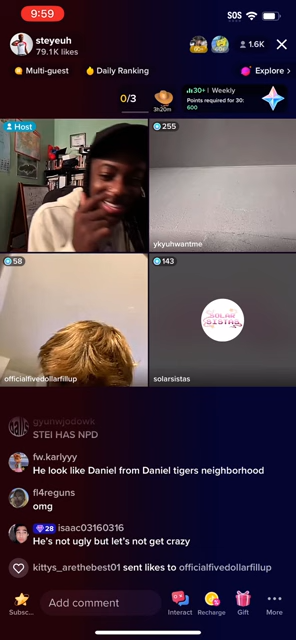 9:59
SOS
steyeuh
79.1K likes
1.6K
Multi-guest
Daily Ranking
Explore >
0/3
3h20m
30+ | Weekly
Points required for 30:
600
Host
255
ykyuhwantme
58
officialfivedollarfillup
143
SOLAR
SISTAS
solarsistas
STEI HAS NPD
fw.karlyyy
He look like Daniel from Daniel tigers neighborhood
fl4reguns
omg
28 isaac03160316
He's not ugly but let's not get crazy
kittys_arethebest01 sent likes to officialfivedollarfillup
Subsc...
Add comment
Interact
Recharge
Gift
More